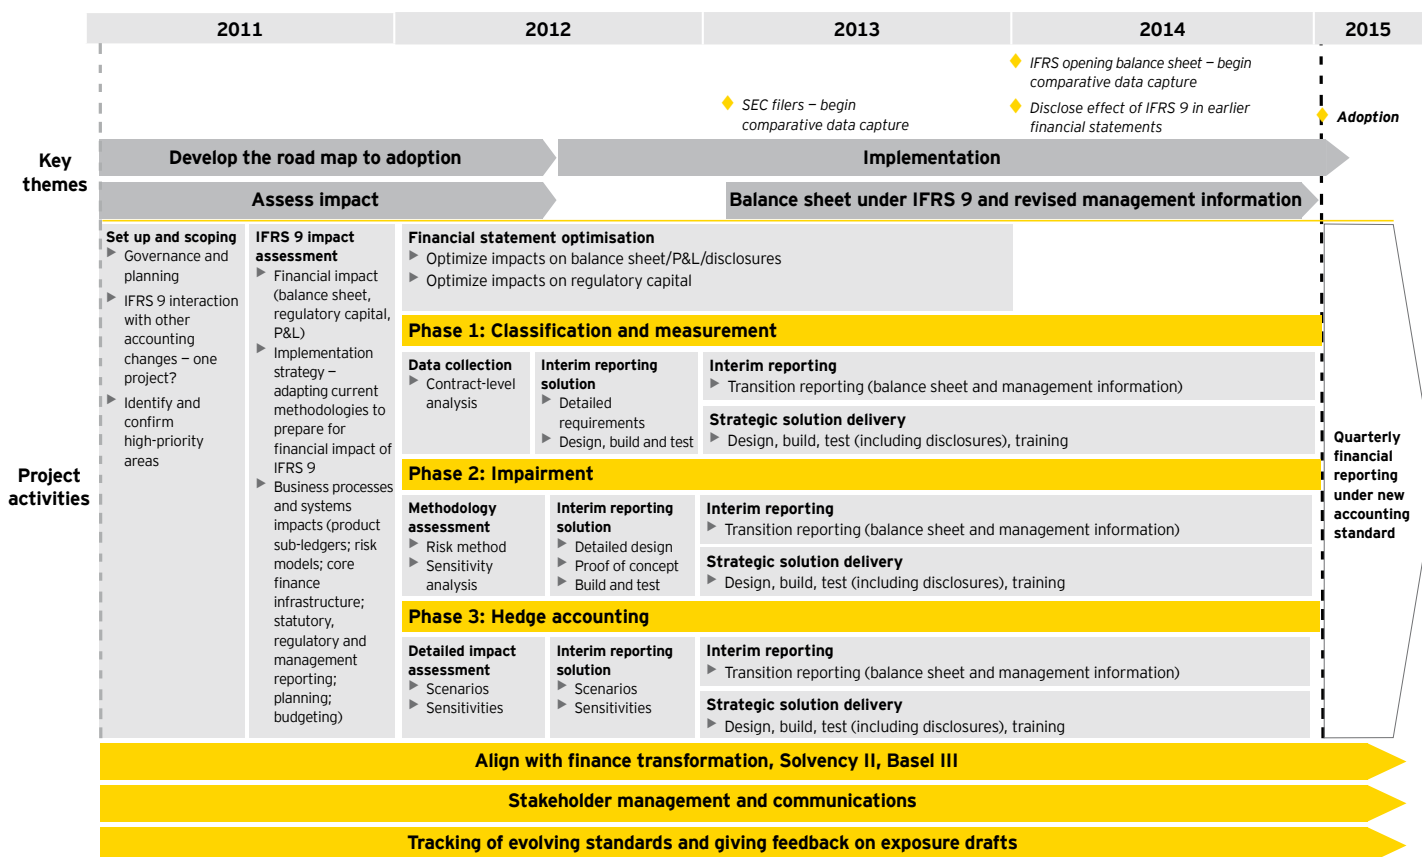 2011
2012
2013
2014
2015
IFRS opening balance sheet – begin
comparative data capture
SEC filers – begin
comparative data capture
Disclose effect of IFRS 9 in earlier
financial statements
Adoption
Key
themes
Develop the road map to adoption
Implementation
Assess impact
Balance sheet under IFRS 9 and revised management information
Project
activities
Set up and scoping
Governance and
planning
IFRS 9 interaction
with other
accounting
changes – one
project?
Identify and
confirm
high-priority
areas
IFRS 9 impact
assessment
Financial impact
(balance sheet,
regulatory capital,
P&L)
Implementation
strategy –
adapting current
methodologies to
prepare for
financial impact of
IFRS 9
Business processes
and systems
impacts (product
sub-ledgers; risk
models; core
finance
infrastructure;
statutory,
regulatory and
management
reporting;
planning;
budgeting)
Financial statement optimisation
Optimize impacts on balance sheet/P&L/disclosures
Optimize impacts on regulatory capital
Phase 1: Classification and measurement
Data collection
Contract-level
analysis
Interim reporting
solution
Detailed
requirements
Design, build and test
Interim reporting
Transition reporting (balance sheet and management information)
Strategic solution delivery
Design, build, test (including disclosures), training
Phase 2: Impairment
Methodology
assessment
Risk method
Sensitivity
analysis
Interim reporting
solution
Detailed design
Proof of concept
Build and test
Interim reporting
Transition reporting (balance sheet and management information)
Strategic solution delivery
Design, build, test (including disclosures), training
Phase 3: Hedge accounting
Detailed impact
assessment
Scenarios
Sensitivities
Interim reporting
solution
Scenarios
Sensitivities
Interim reporting
Transition reporting (balance sheet and management information)
Strategic solution delivery
Design, build, test (including disclosures), training
Quarterly
financial
reporting
under new
accounting
standard
Align with finance transformation, Solvency II, Basel III
Stakeholder management and communications
Tracking of evolving standards and giving feedback on exposure drafts